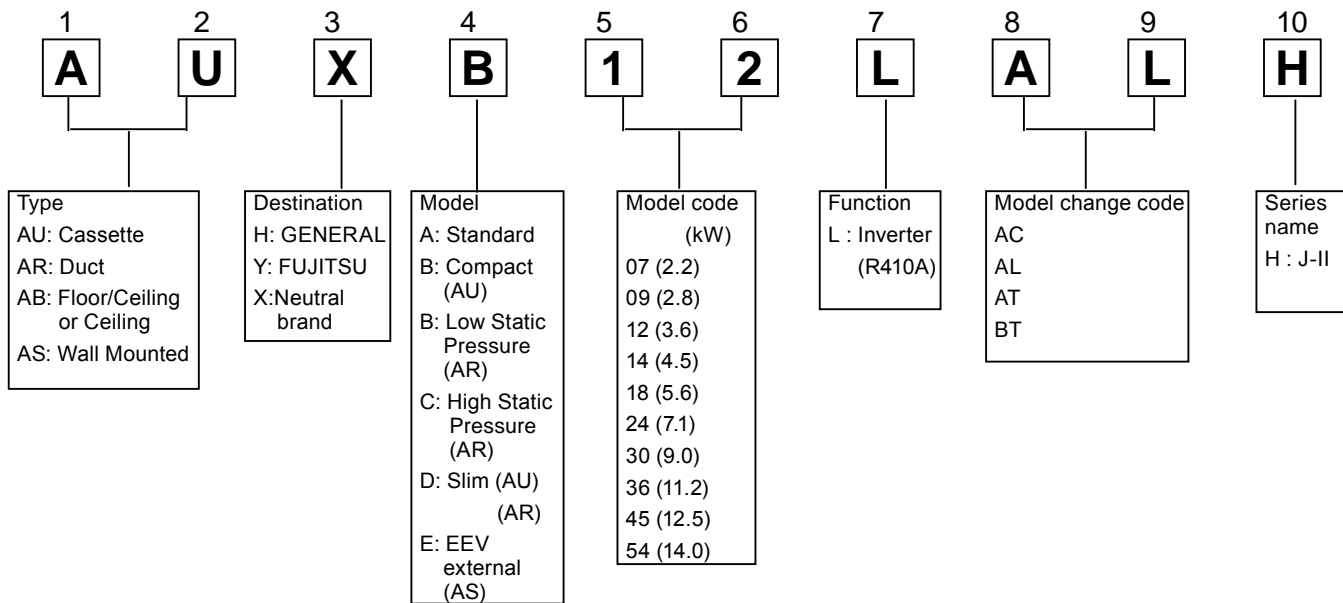 1 2 3 4 5 6 7 8 9 10
A U X B 1 2 L A L H
Type
AU: Cassette
AR: Duct
AB: Floor/Ceiling
or Ceiling
AS: Wall Mounted
Destination
H: GENERAL
Y: FUJITSU
X:Neutral
brand
Model
A: Standard
B: Compact
(AU)
B: Low Static
Pressure
(AR)
C: High Static
Pressure
(AR)
D: Slim (AU)
(AR)
E: EEV
external
(AS)
Model code
(kW)
07 (2.2)
09 (2.8)
12 (3.6)
14 (4.5)
18 (5.6)
24 (7.1)
30 (9.0)
36 (11.2)
45 (12.5)
54 (14.0)
Function
L : Inverter
(R410A)
Model change code
AC
AL
AT
BT
Series
name
H : J-II